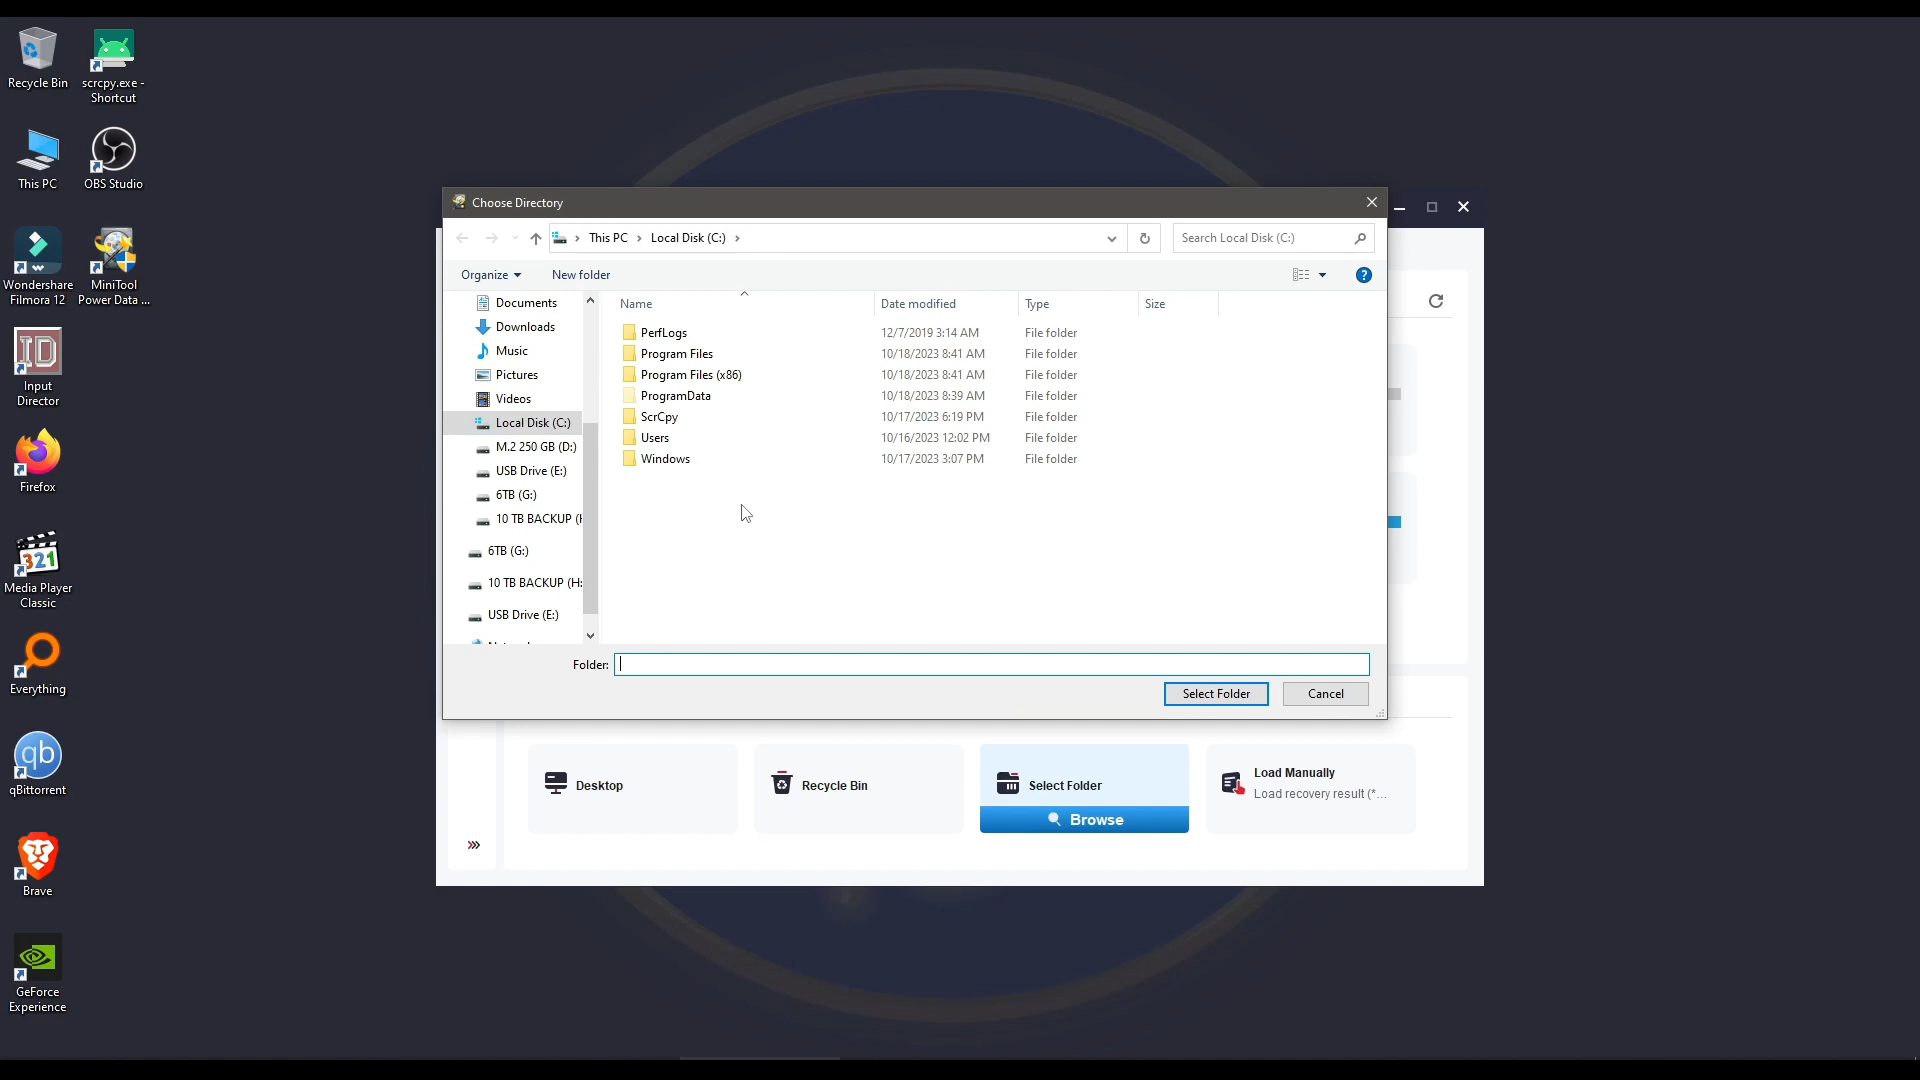 Recycle Bin
scrcpy.exe -
Shortcut
This PC
OBS Studio
Wondershare
Filmora 12
MiniTool
Power Data ...
ID
Input
Director
Firefox
321
Media Player
Classic
Everything
qb
qBittorrent
Brave
GeForce
Experience
Choose Directory
This PC
Local Disk (C:)
Search Local Disk (C:)
Organize
New folder
?
Documents
Downloads
Music
Pictures
Videos
Local Disk (C:)
M.2 250 GB (D:)
USB Drive (E:)
6TB (G:)
10 TB BACKUP (
6TB (G:)
10 TB BACKUP (H:
USB Drive (E:)
Name
Date modified
Type
Size
PerfLogs
12/7/2019 3:14 AM
File folder
Program Files
10/18/2023 8:41 AM
File folder
Program Files (x86)
10/18/2023 8:41 AM
File folder
ProgramData
10/18/2023 8:39 AM
File folder
ScrCpy
10/17/2023 6:19 PM
File folder
Users
10/16/2023 12:02 PM
File folder
Windows
10/17/2023 3:07 PM
File folder
Folder:
Select Folder
Cancel
Desktop
Recycle Bin
Select Folder
Browse
Load Manually
Load recovery result (*...